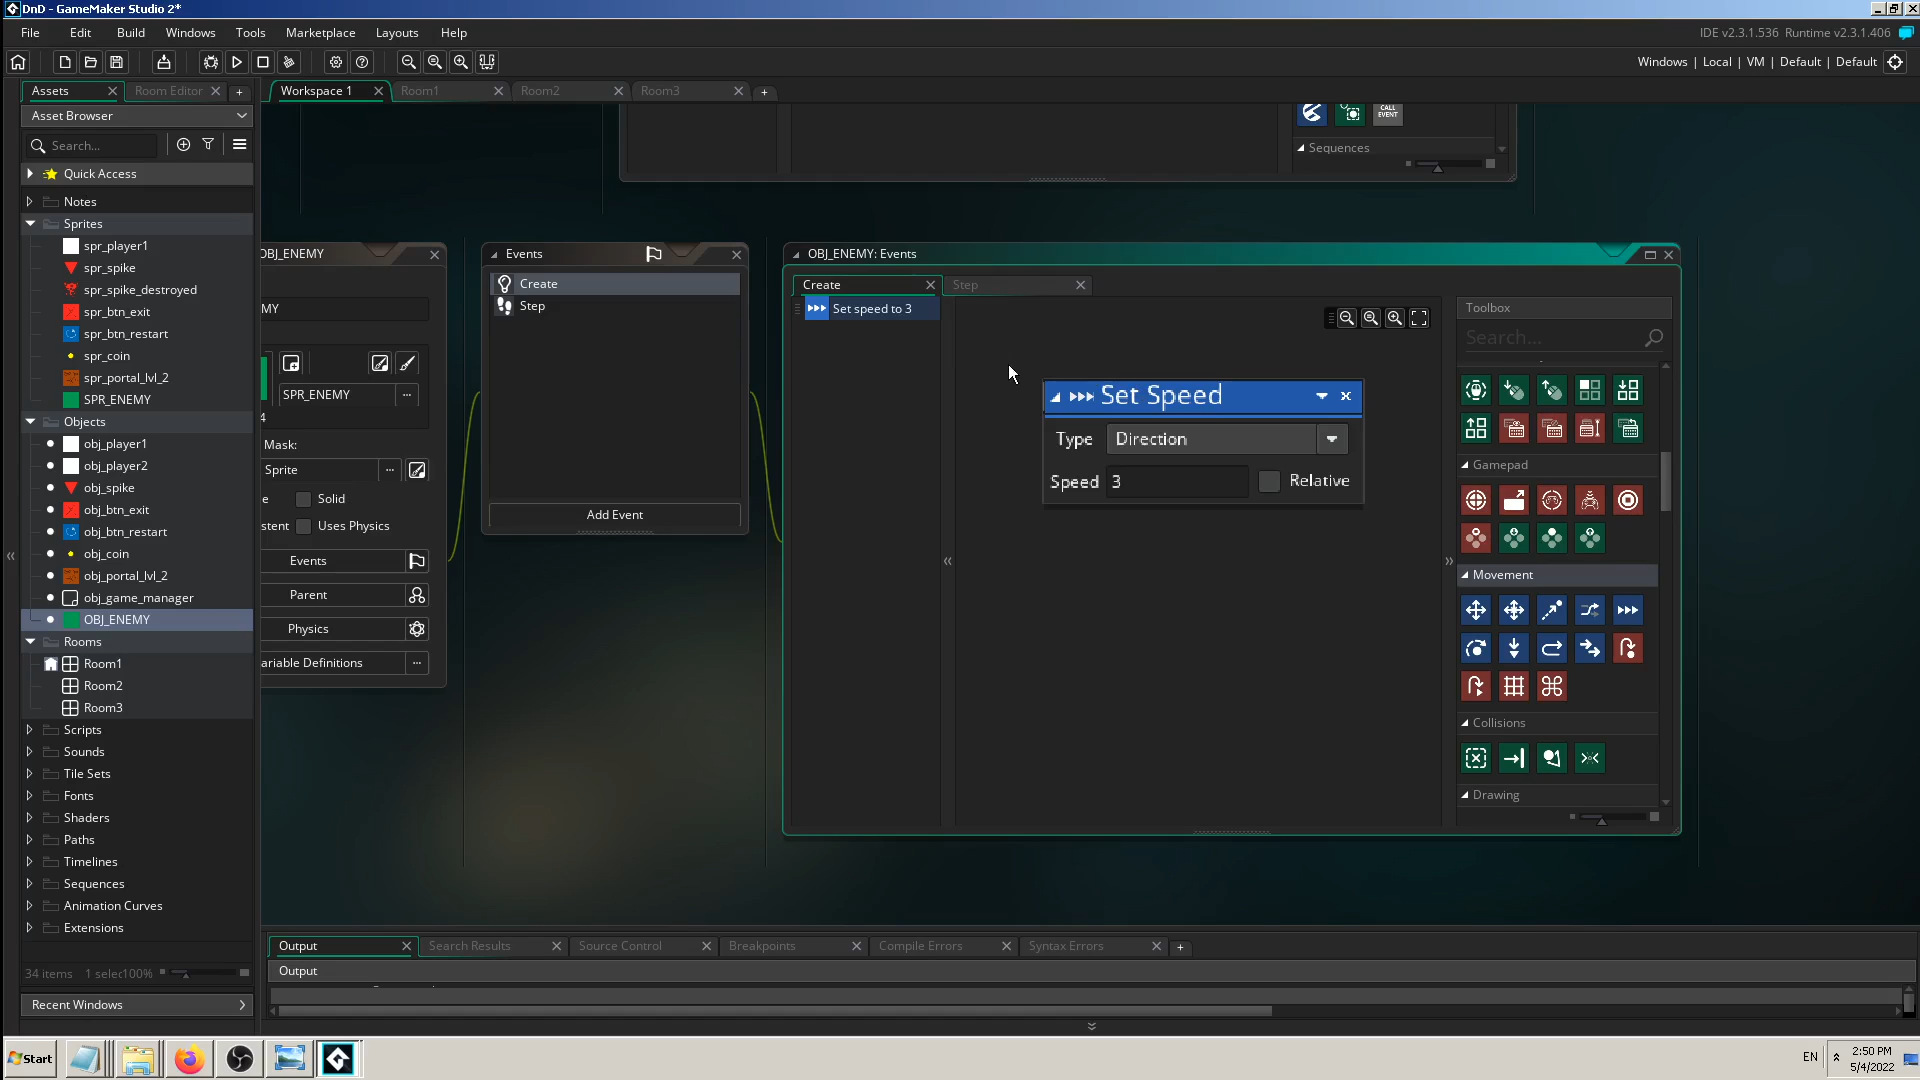 DnD - GameMaker Studio 2*
File Edit Build Windows Tools Marketplace Layouts Help
IDE v2.3.1.536 Runtime v2.3.1.406
Windows | Local | VM | Default | Default
Assets Room Editor
Workspace 1 Room1 Room2 Room3
Asset Browser
Search...
Quick Access
Notes
Sprites
spr_player1
spr_spike
spr_spike_destroyed
spr_btn_exit
spr_btn_restart
spr_coin
spr_portal_lvl_2
SPR_ENEMY
Objects
obj_player1
obj_player2
obj_spike
obj_btn_exit
obj_btn_restart
obj_coin
obj_portal_lvl_2
obj_game_manager
OBJ_ENEMY
Rooms
Room1
Room2
Room3
Scripts
Sounds
Tile Sets
Fonts
Shaders
Paths
Timelines
Sequences
Animation Curves
Extensions
34 items 1 selec100%
Recent Windows
CALL
EVENT
Sequences
OBJ_ENEMY
MY
SPR_ENEMY
4
Mask:
Sprite
e Solid
stent Uses Physics
Events
Parent
Physics
ariable Definitions
Events
Create
Step
Add Event
OBJ_ENEMY: Events
Create Step
Set speed to 3
Set Speed
Type Direction
Speed 3 Relative
Toolbox
Search...
Gamepad
Movement
Collisions
Drawing
Output Search Results Source Control Breakpoints Compile Errors Syntax Errors
Output
Start
EN
2:50 PM
5/4/2022